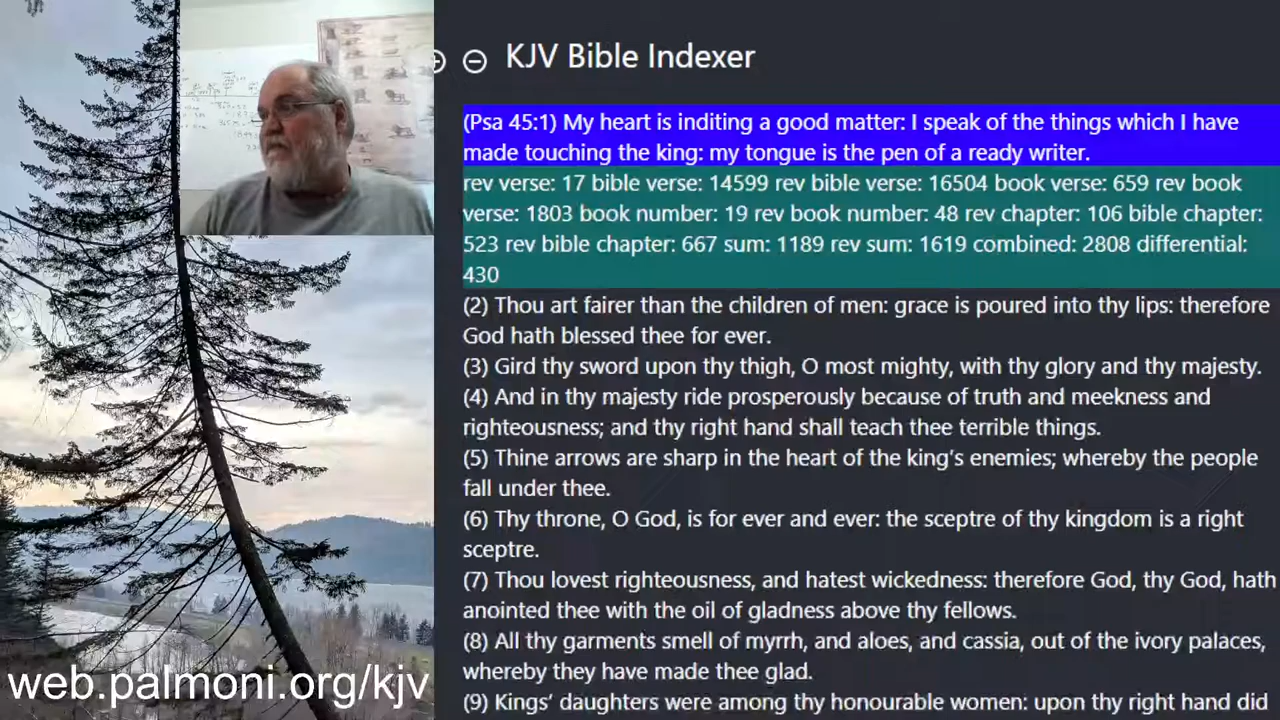 KJV Bible Indexer
(Psa 45:1) My heart is inditing a good matter: I speak of the things which I have
made touching the king: my tongue is the pen of a ready writer.
rev verse: 17 bible verse: 14599 rev bible verse: 16504 book verse: 659 rev book
verse: 1803 book number: 19 rev book number: 48 rev chapter: 106 bible chapter:
523 rev bible chapter: 667 sum: 1189 rev sum: 1619 combined: 2808 differential:
430
(2) Thou art fairer than the children of men: grace is poured into thy lips: therefore
God hath blessed thee for ever.
(3) Gird thy sword upon thy thigh, O most mighty, with thy glory and thy majesty.
(4) And in thy majesty ride prosperously because of truth and meekness and
righteousness; and thy right hand shall teach thee terrible things.
(5) Thine arrows are sharp in the heart of the king’s enemies; whereby the people
fall under thee.
(6) Thy throne, O God, is for ever and ever: the sceptre of thy kingdom is a right
sceptre.
(7) Thou lovest righteousness, and hatest wickedness: therefore God, thy God, hath
anointed thee with the oil of gladness above thy fellows.
(8) All thy garments smell of myrrh, and aloes, and cassia, out of the ivory palaces,
whereby they have made thee glad.
(9) Kings’ daughters were among thy honourable women: upon thy right hand did
web.palmoni.org/kjv